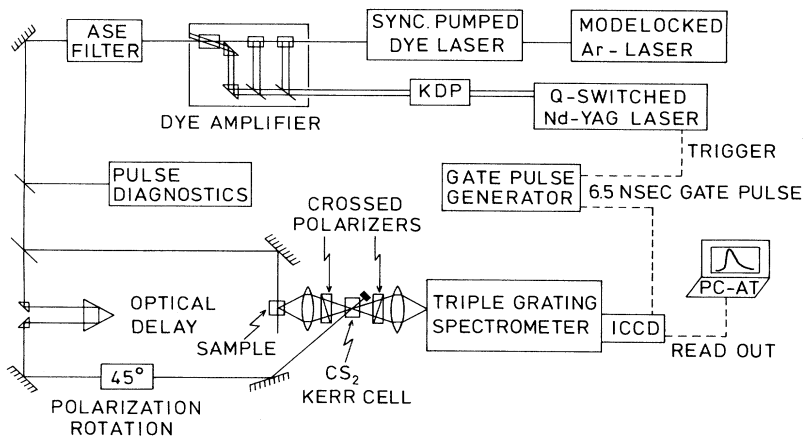 ASE
FILTER
SYNC. PUMPED
DYE LASER
MODELOCKED
Ar-LASER
DYE AMPLIFIER
KDP
Q-SWITCHED
Nd-YAG LASER
TRIGGER
PULSE
DIAGNOSTICS
GATE PULSE
GENERATOR
6.5 NSEC GATE PULSE
CROSSED
POLARIZERS
OPTICAL
DELAY
SAMPLE
TRIPLE GRATING
SPECTROMETER
ICCD
PC-AT
READ OUT
45°
POLARIZATION
ROTATION
CS2
KERR CELL